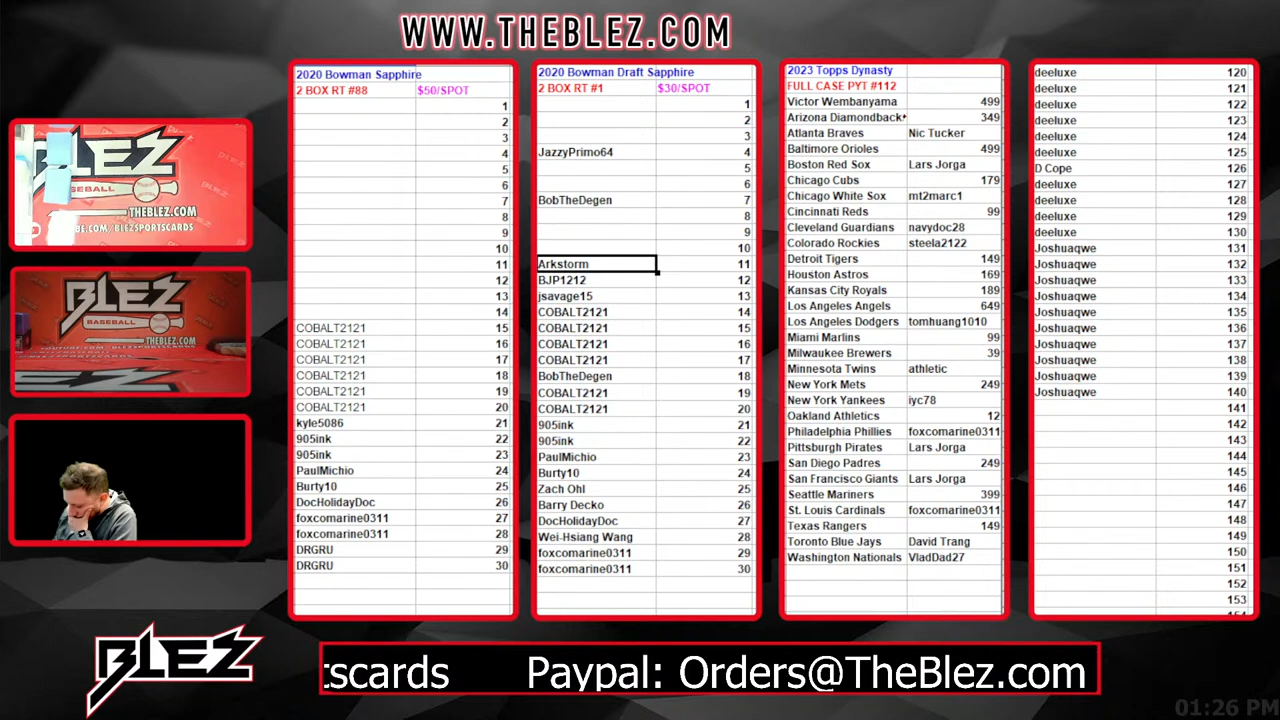 WWW.THEBLEZ.COM
BLEZ
BASEBALL
THEBLEZ.COM
BE.COM/BLEZSPORTSCARDS
BLEZ
BASEBALL
THEBLEZ.COM
BLEZ
2020 Bowman Sapphire
2 BOX RT #88 $50/SPOT
1
2
3
4
5
6
7
8
9
10
11
12
13
14
COBALT2121 15
COBALT2121 16
COBALT2121 17
COBALT2121 18
COBALT2121 19
COBALT2121 20
kyle5086 21
905ink 22
905ink 23
PaulMichio 24
Burty10 25
DocHolidayDoc 26
foxcomarine0311 27
foxcomarine0311 28
DRGRU 29
DRGRU 30
2020 Bowman Draft Sapphire
2 BOX RT #1 $30/SPOT
1
2
3
JazzyPrimo64 4
5
6
BobTheDegen 7
8
9
10
Arkstorm 11
BJP1212 12
jsavage15 13
COBALT2121 14
COBALT2121 15
COBALT2121 16
COBALT2121 17
BobTheDegen 18
COBALT2121 19
COBALT2121 20
905ink 21
905ink 22
PaulMichio 23
Burty10 24
Zach Ohl 25
Barry Decko 26
DocHolidayDoc 27
Wei-Hsiang Wang 28
foxcomarine0311 29
foxcomarine0311 30
2023 Topps Dynasty
FULL CASE PYT #112
Victor Wembanyama 499
Arizona Diamondback 349
Atlanta Braves Nic Tucker
Baltimore Orioles 499
Boston Red Sox Lars Jorga
Chicago Cubs 179
Chicago White Sox mt2marc1
Cincinnati Reds 99
Cleveland Guardians navydoc28
Colorado Rockies steela2122
Detroit Tigers 149
Houston Astros 169
Kansas City Royals 189
Los Angeles Angels 649
Los Angeles Dodgers tomhuang1010
Miami Marlins 99
Milwaukee Brewers 39
Minnesota Twins athletic
New York Mets 249
New York Yankees iyc78
Oakland Athletics 12
Philadelphia Phillies foxcomarine0311
Pittsburgh Pirates Lars Jorga
San Diego Padres 249
San Francisco Giants Lars Jorga
Seattle Mariners 399
St. Louis Cardinals foxcomarine0311
Texas Rangers 149
Toronto Blue Jays David Trang
Washington Nationals VladDad27
deeluxe 120
deeluxe 121
deeluxe 122
deeluxe 123
deeluxe 124
deeluxe 125
D Cope 126
deeluxe 127
deeluxe 128
deeluxe 129
deeluxe 130
Joshuaqwe 131
Joshuaqwe 132
Joshuaqwe 133
Joshuaqwe 134
Joshuaqwe 135
Joshuaqwe 136
Joshuaqwe 137
Joshuaqwe 138
Joshuaqwe 139
Joshuaqwe 140
141
142
143
144
145
146
147
148
149
150
151
152
153
tscards Paypal: Orders@TheBlez.com
01:26 PM